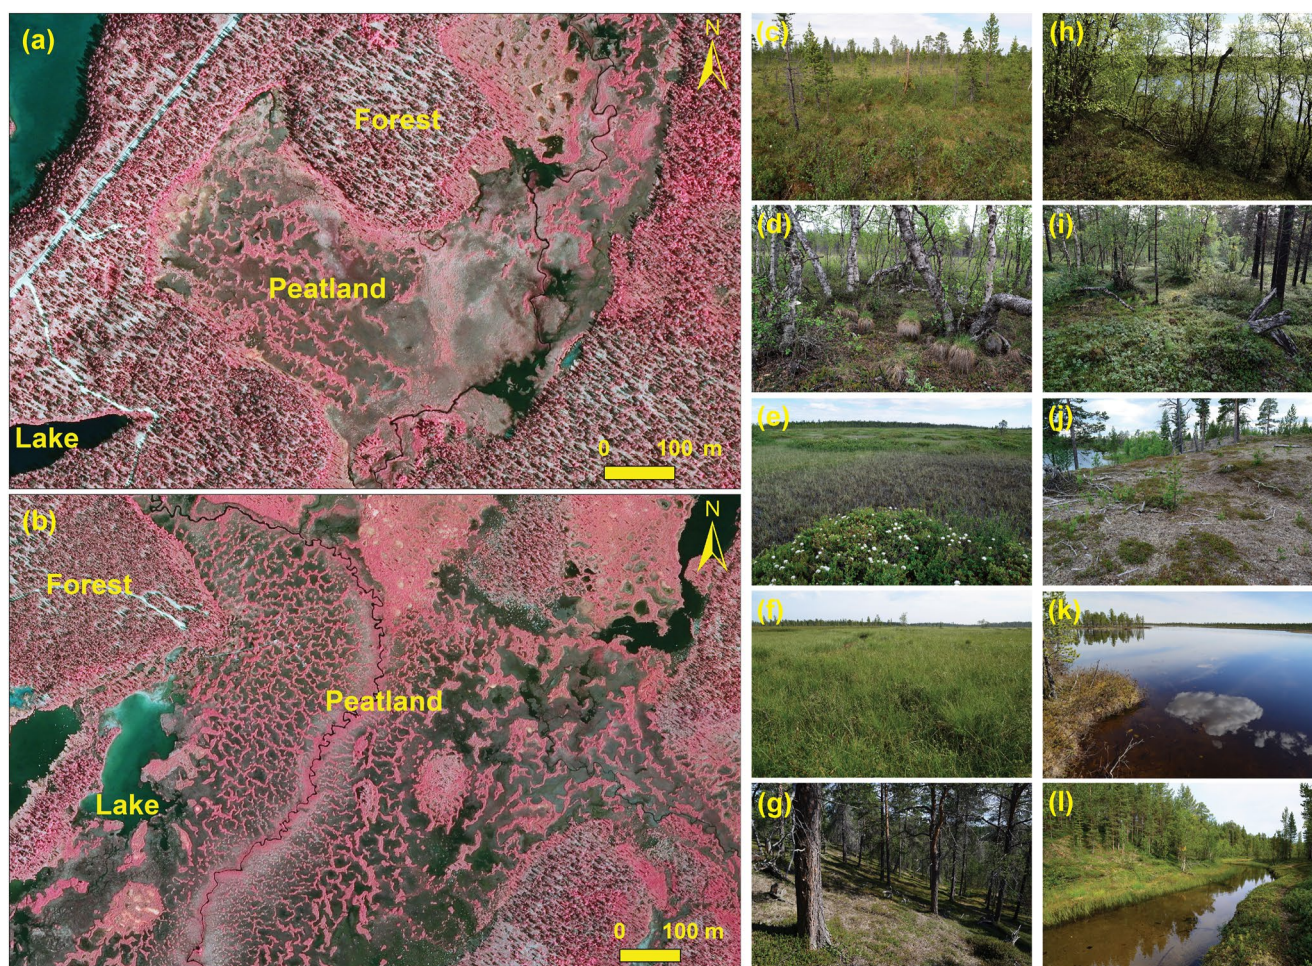 (a)
N
Forest
Peatland
Lake
0 100 m
(b)
N
Forest
Peatland
Lake
0 100 m
(c)
(d)
(e)
(f)
(g)
(h)
(i)
(j)
(k)
(l)